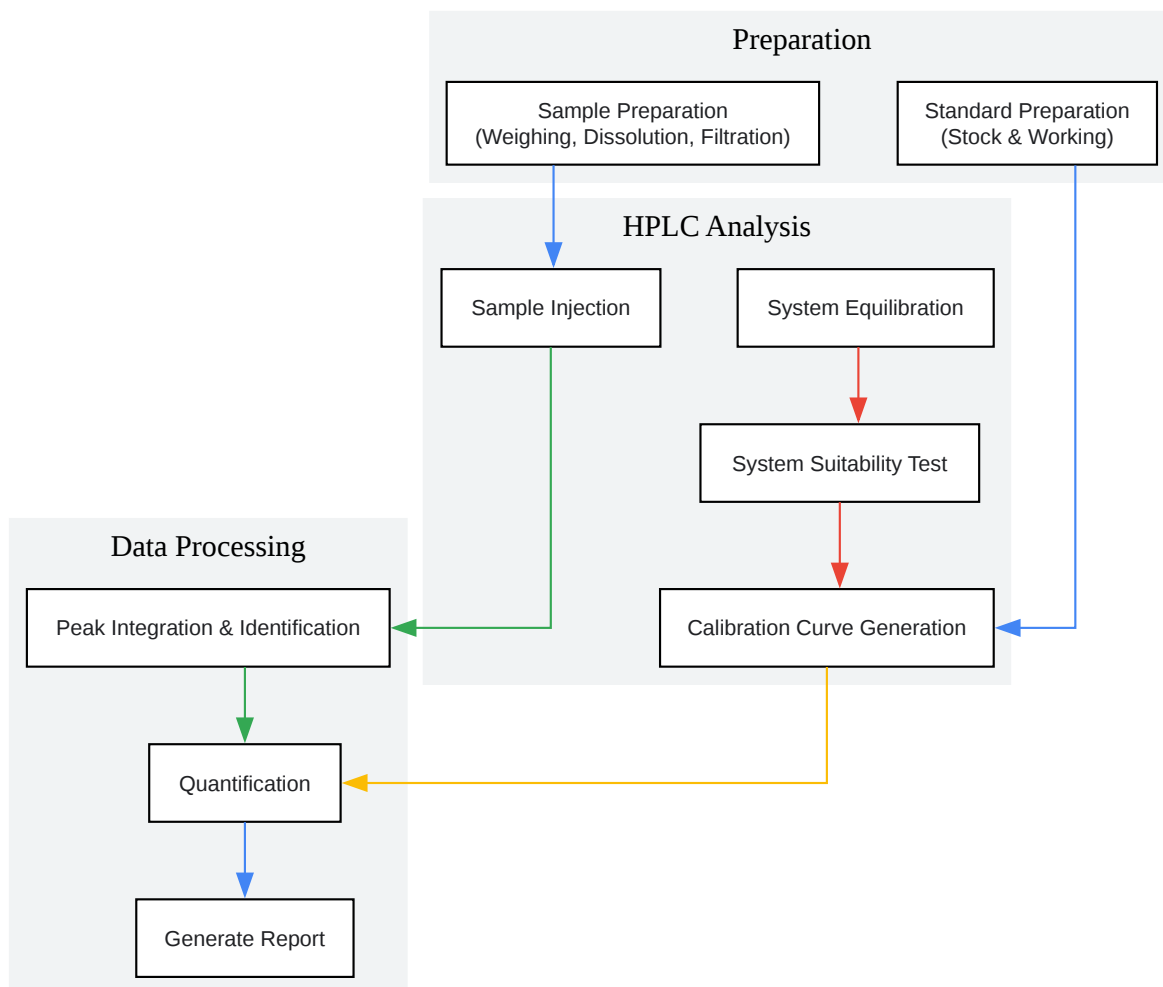 Preparation
Sample Preparation
(Weighing, Dissolution, Filtration)
Standard Preparation
(Stock & Working)
HPLC Analysis
Sample Injection
System Equilibration
System Suitability Test
Calibration Curve Generation
Data Processing
Peak Integration & Identification
Quantification
Generate Report